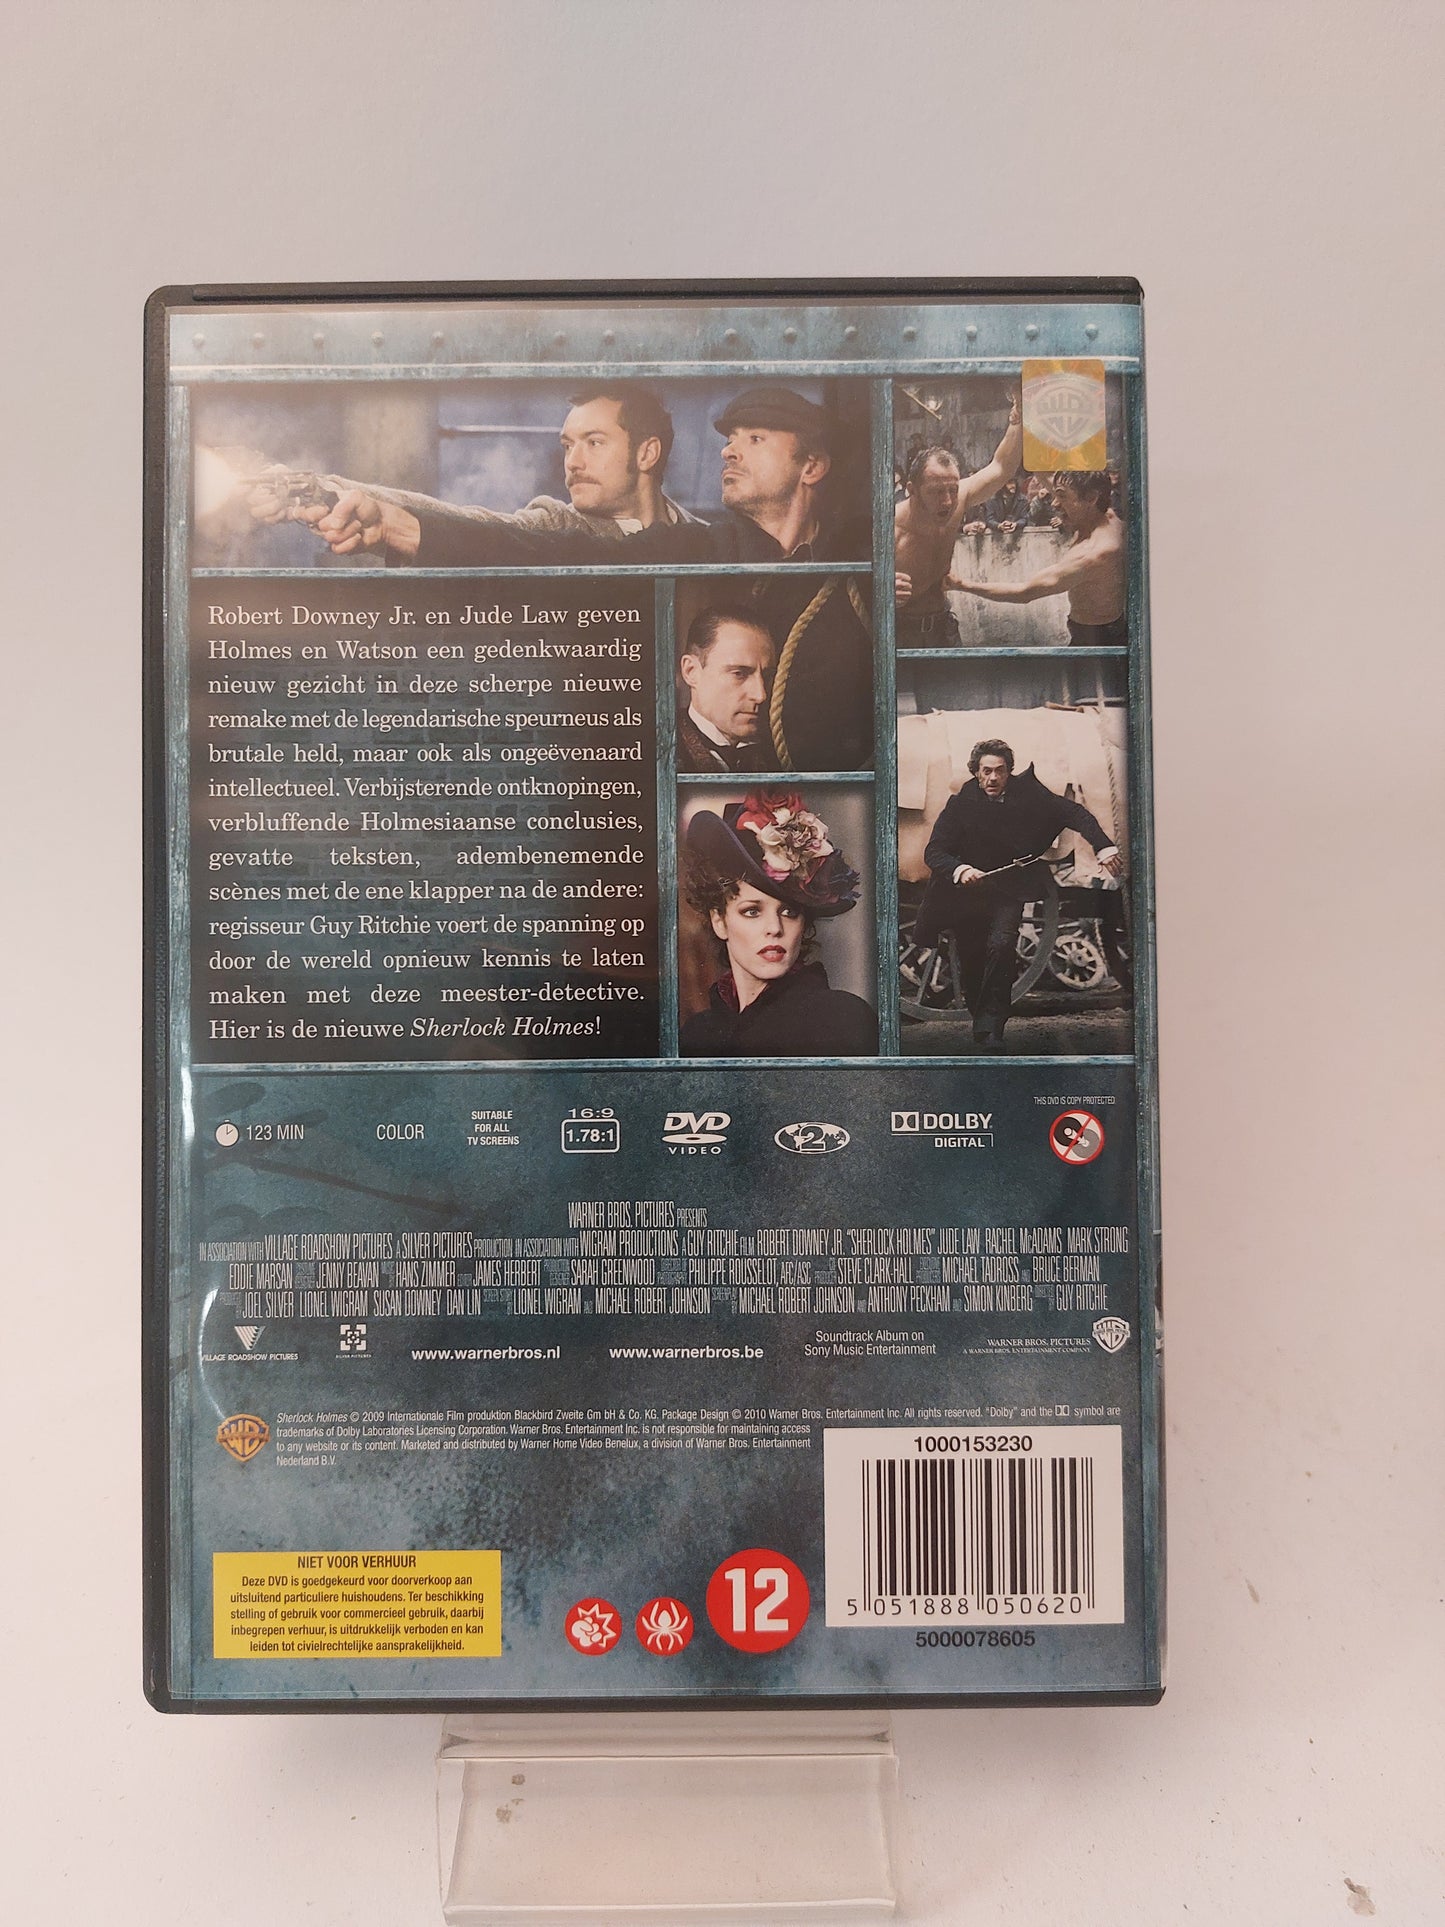 Robert Downey Jr. en Jude Law geven
Holmes en Watson een gedenkwaardig
nieuw gezicht in deze scherpe nieuwe
remake met de legendarische speurneus als
brutale held, maar ook als ongeëvenaard
intellectueel. Verbijsterende ontknopingen,
verbluffende Holmesiaanse conclusies,
gevatte teksten, adembenemende
scènes met de ene klapper na de andere:
regisseur Guy Ritchie voert de spanning op
door de wereld opnieuw kennis te laten
maken met deze meester-detective.
Hier is de nieuwe Sherlock Holmes!
THIS DVD IS COPY PROTECTED
123 MIN
COLOR
SUITABLE
FOR ALL
TV SCREENS
16:9
1.78:1
DVD
VIDEO
2
DOLBY
DIGITAL
WARNER BROS. PICTURES PRESENTS
IN ASSOCIATION WITH VILLAGE ROADSHOW PICTURES A SILVER PICTURES PRODUCTION IN ASSOCIATION WITH WIGRAM PRODUCTIONS A GUY RITCHIE FILM ROBERT DOWNEY JR. "SHERLOCK HOLMES" JUDE LAW RACHEL McADAMS MARK STRONG
EDDIE MARSAN JENNY BEAVAN HANS ZIMMER JAMES HERBERT SARAH GREENWOOD PHILIPPE ROUSSELOT, AFC/ASC STEVE CLARK-HALL MICHAEL TADROSS AND BRUCE BERMAN
JOEL SILVER LIONEL WIGRAM SUSAN DOWNEY DAN LIN LIONEL WIGRAM AND MICHAEL ROBERT JOHNSON MICHAEL ROBERT JOHNSON AND ANTHONY PECKHAM AND SIMON KINBERG GUY RITCHIE
VILLAGE ROADSHOW PICTURES
SILVER PICTURES
www.warnerbros.nl
www.warnerbros.be
Soundtrack Album on
Sony Music Entertainment
WARNER BROS. PICTURES
A WARNER BROS. ENTERTAINMENT COMPANY
Sherlock Holmes © 2009 Internationale Film produktion Blackbird Zweite Gm bH & Co. KG. Package Design © 2010 Warner Bros. Entertainment Inc. All rights reserved. "Dolby" and the symbol are
trademarks of Dolby Laboratories Licensing Corporation. Warner Bros. Entertainment Inc. is not responsible for maintaining access
to any website or its content. Marketed and distributed by Warner Home Video Benelux, a division of Warner Bros. Entertainment
Nederland B.V.
1000153230
5 051888 050620
5000078605
NIET VOOR VERHUUR
Deze DVD is goedgekeurd voor doorverkoop aan
uitsluitend particuliere huishoudens. Ter beschikking
stelling of gebruik voor commercieel gebruik, daarbij
inbegrepen verhuur, is uitdrukkelijk verboden en kan
leiden tot civielrechtelijke aansprakelijkheid.
12